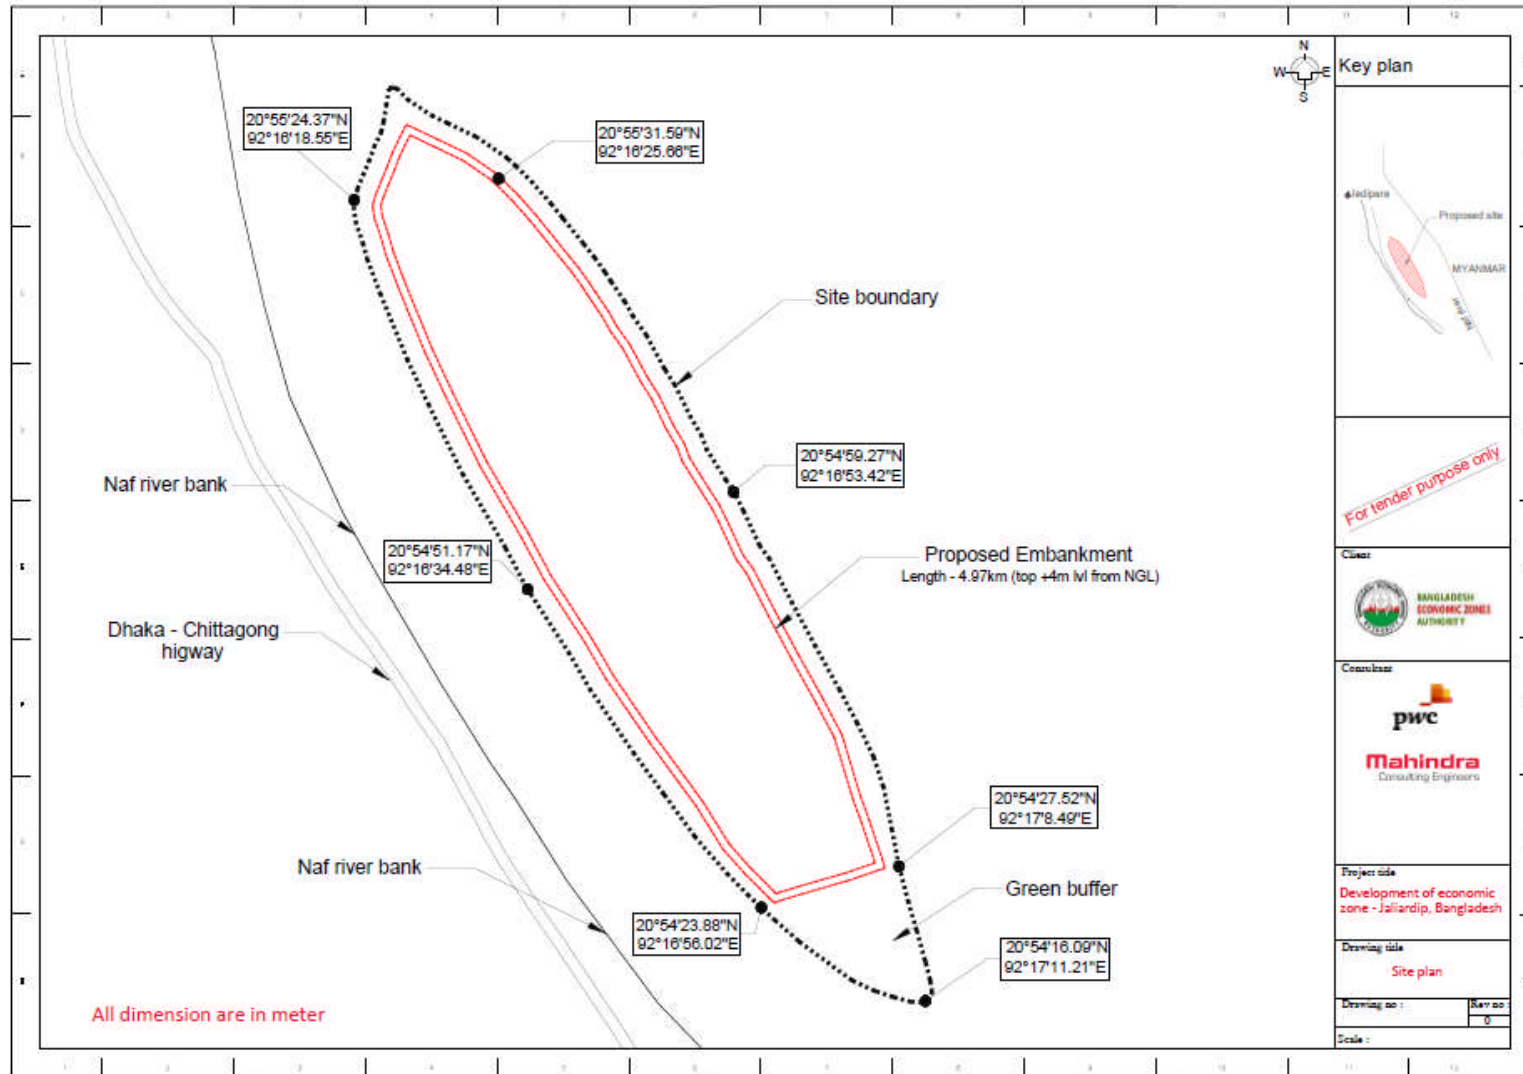 N
W E
S
Key plan
20°55'24.37"N
92°16'18.55"E
20°55'31.59"N
92°16'25.66"E
Jadipara
Proposed site
MYANMAR
Naf river
Site boundary
20°54'59.27"N
92°16'53.42"E
For tender purpose only
Naf river bank
20°54'51.17"N
92°16'34.48"E
Proposed Embankment
Length - 4.97km (top +4m lvl from NGL)
Client
BANGLADESH
ECONOMIC ZONES
AUTHORITY
Dhaka - Chittagong
higway
Consultant
pwc
Mahindra
Consulting Engineers
20°54'27.52"N
92°17'8.49"E
Naf river bank
Green buffer
Project title
Development of economic
zone - Jaliardip, Bangladesh
20°54'23.88"N
92°16'56.02"E
20°54'16.09"N
92°17'11.21"E
Drawing title
Site plan
All dimension are in meter
Drawing no :
Rev no :
0
Scale :